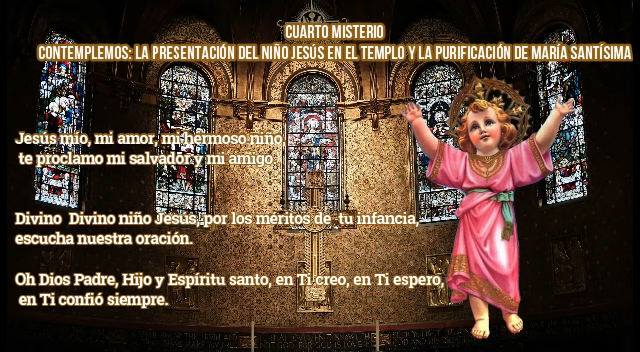 CUARTO MISTERIO
CONTEMPLEMOS: LA PRESENTACIÓN DEL NIÑO JESÚS EN EL TEMPLO Y LA PURIFICACIÓN DE MARÍA SANTÍSIMA
Jesús mío, mi amor, mi hermoso niño,
te proclamo mi salvador y mi amigo.
Divino  Divino niño Jesús, por los méritos de  tu infancia,
escucha nuestra oración.
Oh Dios Padre, Hijo y Espíritu santo, en Ti creo, en Ti espero,
en Ti confió siempre.